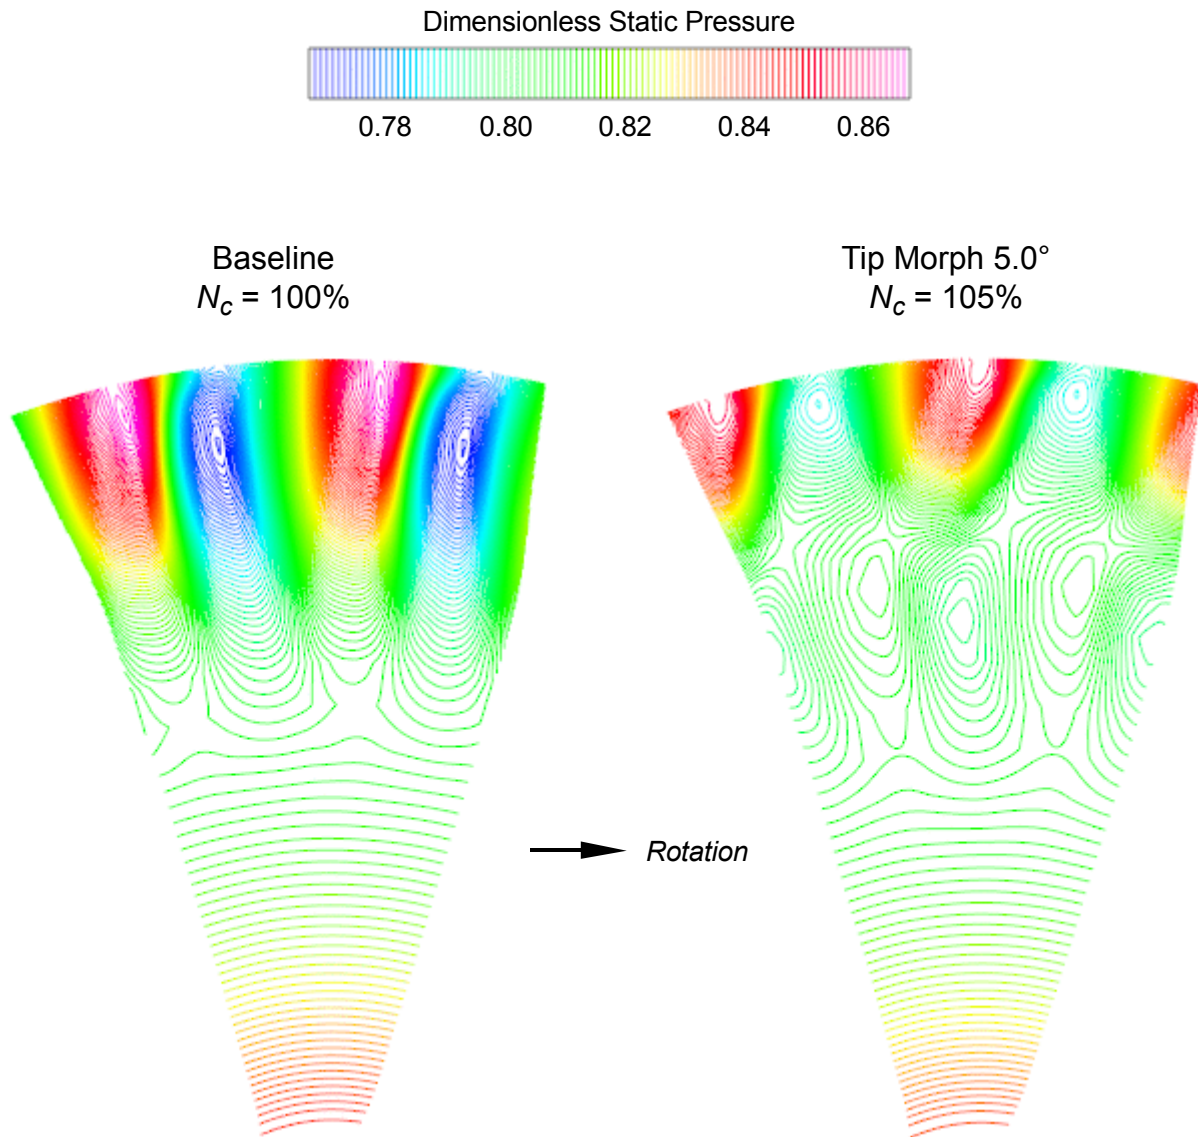 Dimensionless Static Pressure
0.78 0.80 0.82 0.84 0.86
Baseline
Nc = 100%
Tip Morph 5.0°
Nc = 105%
Rotation